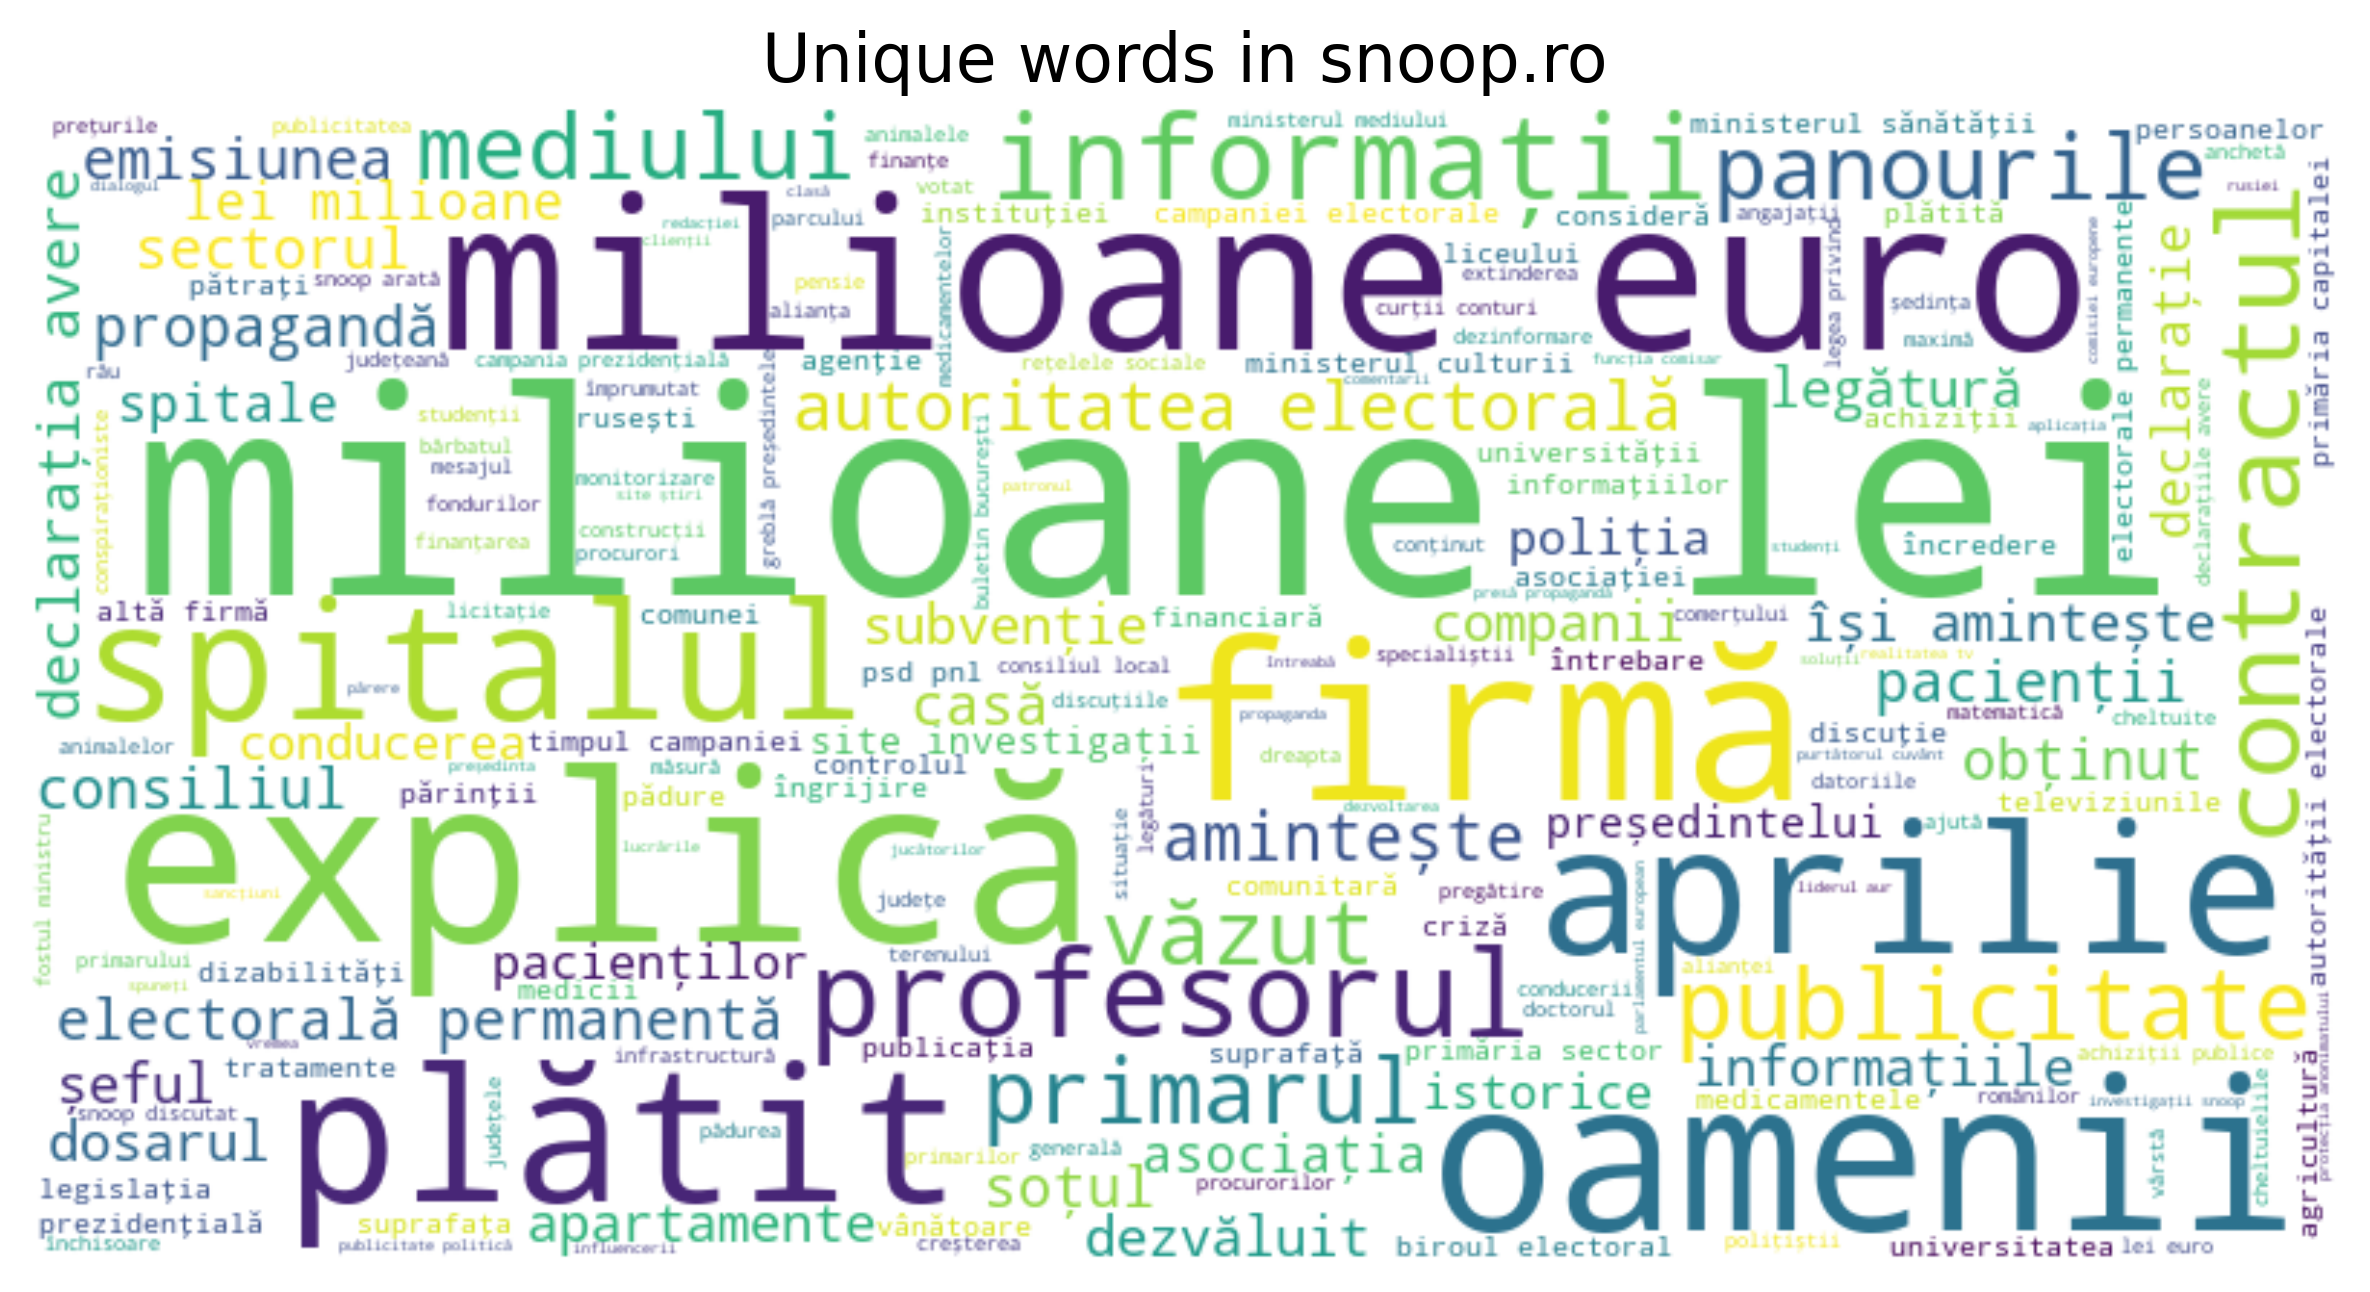 Unique words in snoop.ro
prețurile
publicitatea
mediului
animalele
informații
ministerul mediului
ministerul sănătății
persoanelor
emisiunea
finanțe
panourile
anchetă
dialogul
lei milioane
clasă
votat
rusiei
declarația avere
sectorul
redacției
clienții
parcului
instituției
campaniei electorale
consideră
angajații
plătită
milioane euro
pătrați
snoop arată
pensie
medicamentelor
liceului
extinderea
legea privind
comisiei europene
electorale permanente
declarație
contractul
primăria capitalei
propagandă
alianța
curții conturi
ședința
dezinformare
maximă
rău
județeană
campania prezidențială
agenție
rețelele sociale
ministerul culturii
funcția comisar
spitale
împrumutat
greblă președintele
comentarii
legătură
studenții
rusești
autoritatea electorală
achiziții
aplicația
declarațiile avere
conspiraționiste
bărbatul
mesajul
milioane lei
monitorizare
site știri
buletin bucurești
patronul
universității
informațiilor
fondurilor
construcții
finanțarea
procurori
conținut
poliția
studenți
încredere
asociației
presă propagandă
altă firmă
licitație
comunei
subvenție
financiară
companii
comerțului
își amintește
spitalul
psd pnl
consiliul local
întreabă
specialiștii
întrebare
soluții
realitatea tv
autorității electorale
părere
casă
discuțiile
firmă
pacienții
propaganda
matematică
cheltuite
animalelor
conducerea
timpul campaniei
site investigații
dreapta
discuție
purtătorul cuvânt
obținut
consiliul
președinta
măsură
controlul
legături
datoriile
părinții
pădure
îngrijire
dezvoltarea
televiziunile
fostul ministru
explică
lucrările
jucătorilor
situație
amintește
președintelui
ajută
aprilie
sancțiuni
județe
comunitară
pregătire
parlamentul european
liderul aur
văzut
criză
primarului
dizabilități
pacienților
terenului
alianței
spuneți
medicii
profesorul
conducerii
doctorul
publicitate
electorală permanentă
vremea
infrastructură
publicația
suprafață
primăria sector
informațiile
achiziții publice
protecția anonimatului
agricultură
șeful
tratamente
plătit
județele
primarul
istorice
medicamentele
românilor
investigații snoop
cheltuielile
snoop discutat
dosarul
pădurea
primarilor
generală
asociația
oamenii
vârstă
legislația
soțul
procurorilor
prezidențială
suprafața
apartamente
vânătoare
dezvăluit
închisoare
publicitate politică
influencerii
creșterea
biroul electoral
polițiștii
universitatea
lei euro